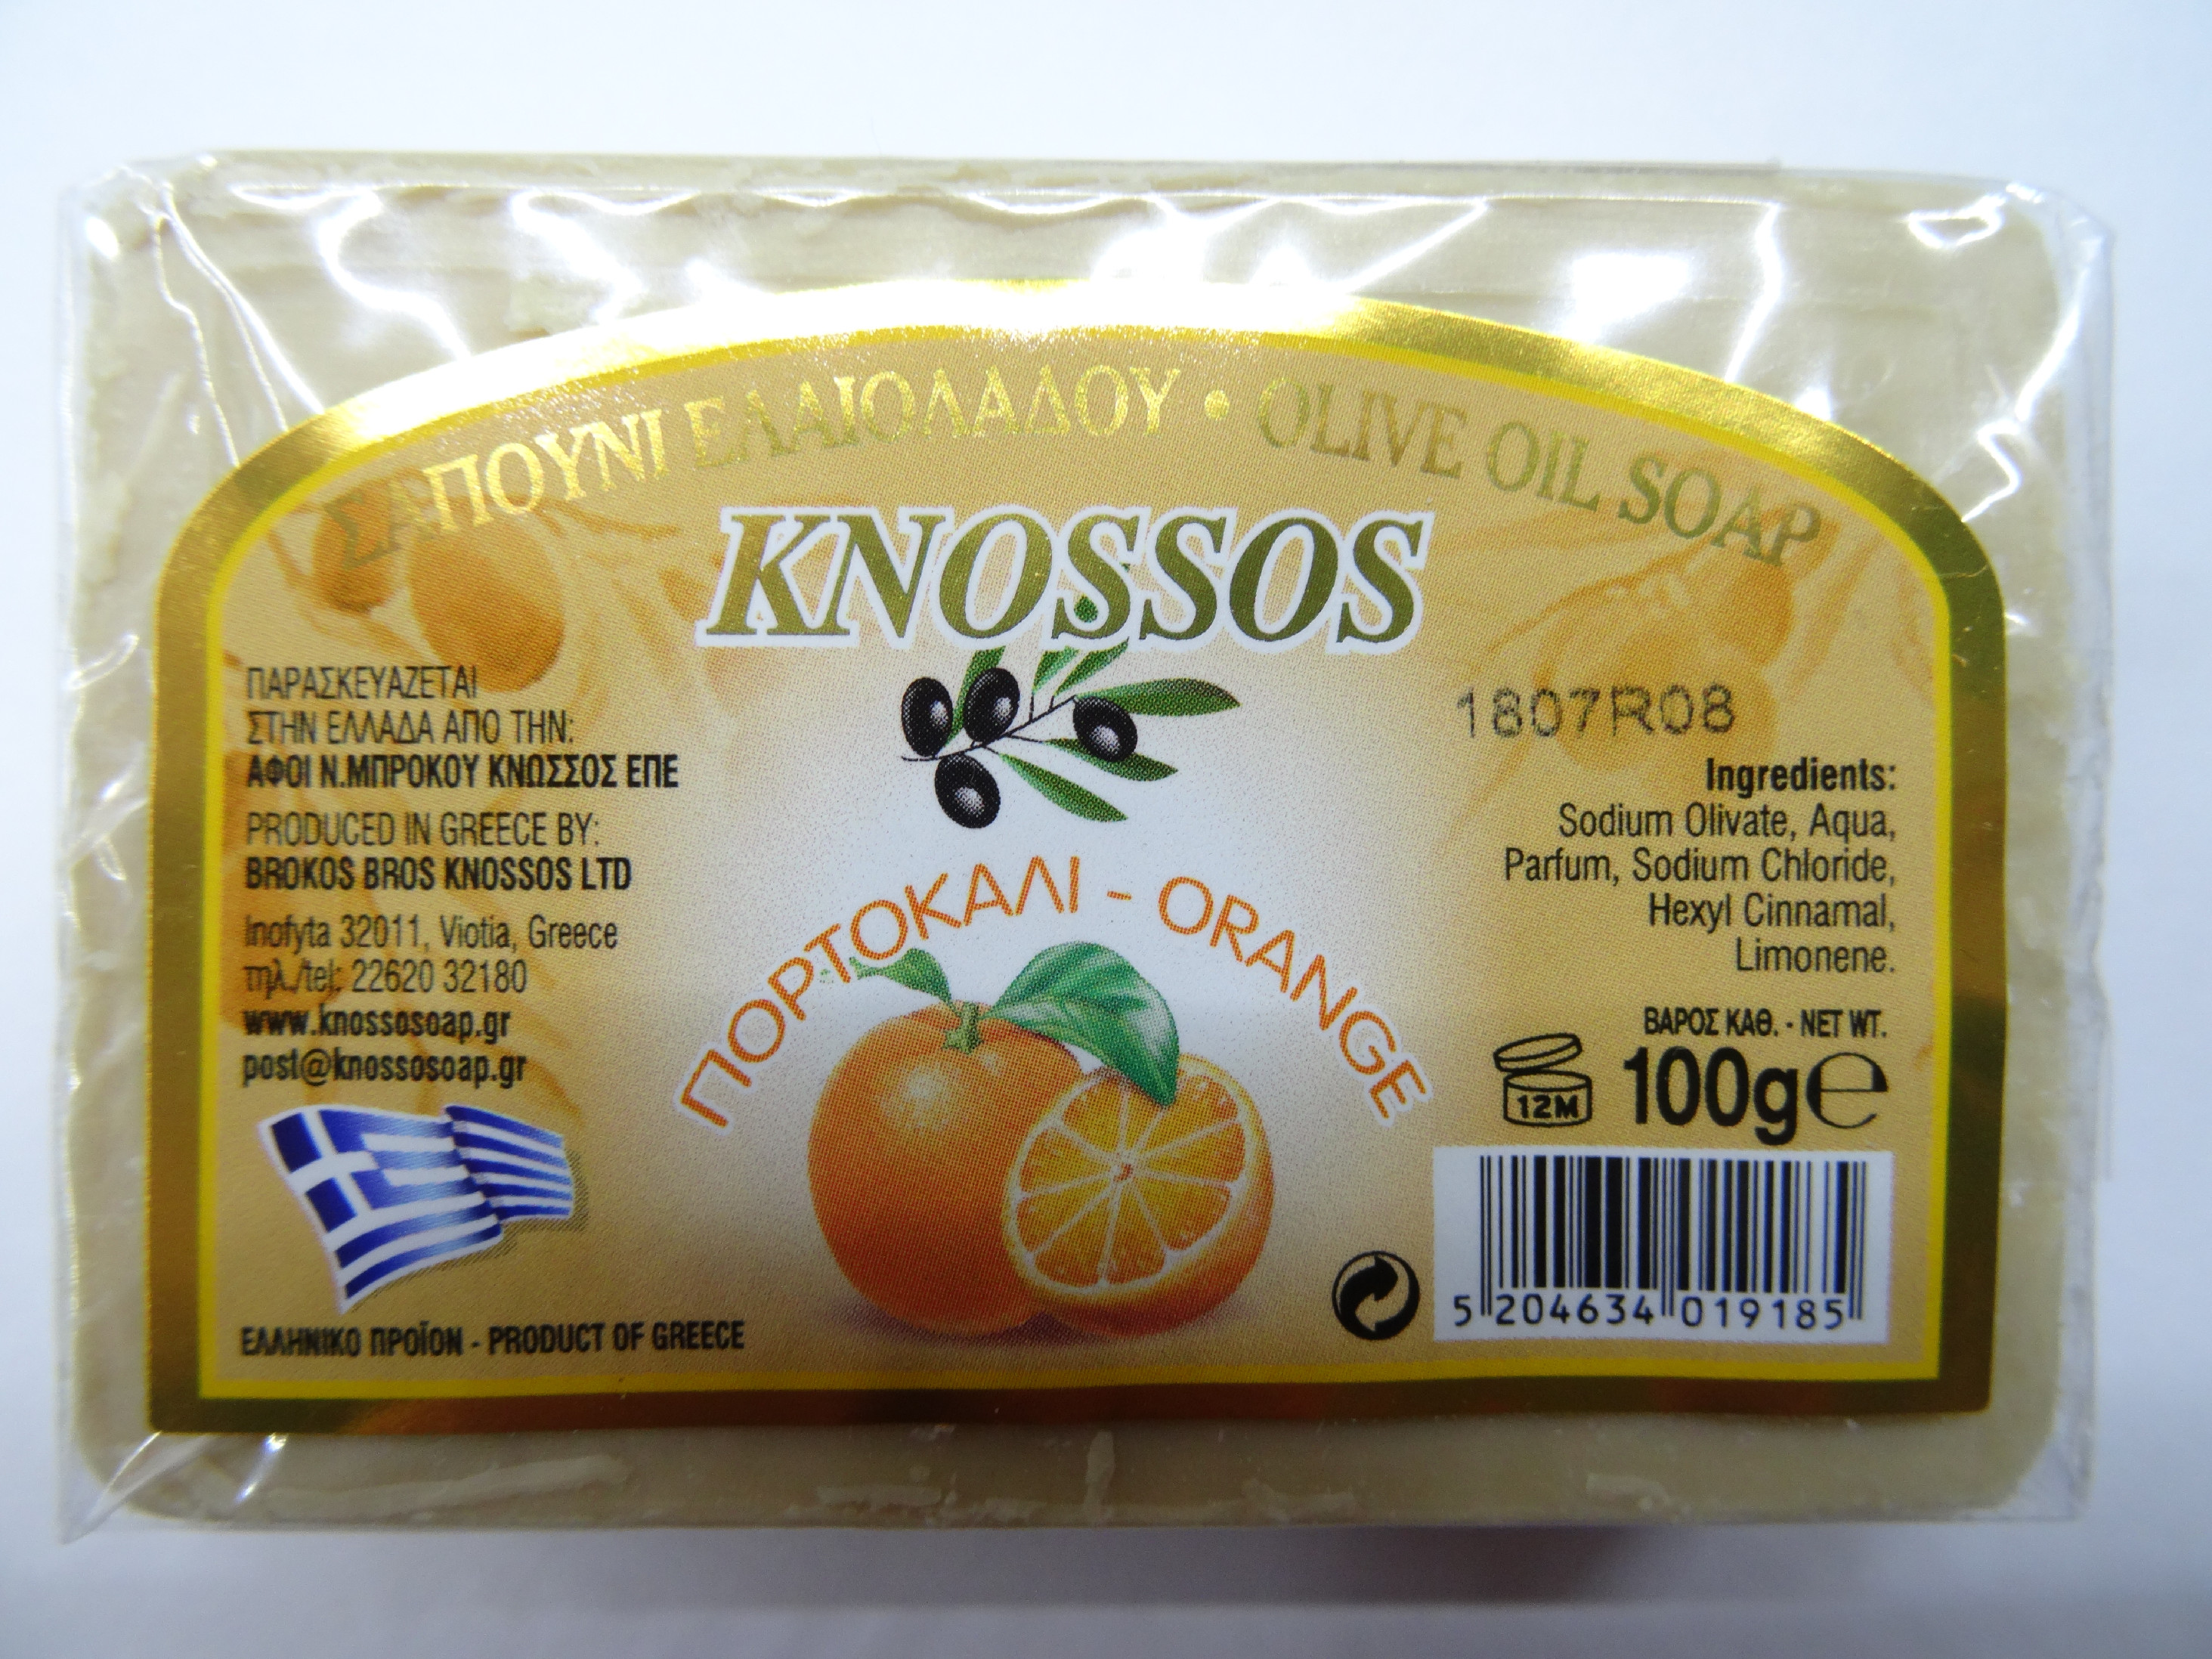 ΣΑΠΟΥΝΙ ΕΛΑΙΟΛΑΔΟΥ • OLIVE OIL SOAP
KNOSSOS
ΠΑΡΑΣΚΕΥΑΖΕΤΑΙ
ΣΤΗΝ ΕΛΛΑΔΑ ΑΠΟ ΤΗΝ:
ΑΦΟΙ Ν.ΜΠΡΟΚΟΥ ΚΝΩΣΣΟΣ ΕΠΕ
PRODUCED IN GREECE BY:
BROKOS BROS KNOSSOS LTD
Inofyta 32011, Viotia, Greece
τηλ./tel: 22620 32180
www.knossosoap.gr
post@knossosoap.gr
ΕΛΛΗΝΙΚΟ ΠΡΟΪΟΝ - PRODUCT OF GREECE
ΠΟΡΤΟΚΑΛΙ - ORANGE
1807R08
Ingredients:
Sodium Olivate, Aqua,
Parfum, Sodium Chloride,
Hexyl Cinnamal,
Limonene.
ΒΑΡΟΣ ΚΑΘ. - NET WT.
12M 100g℮
5 204634 019185